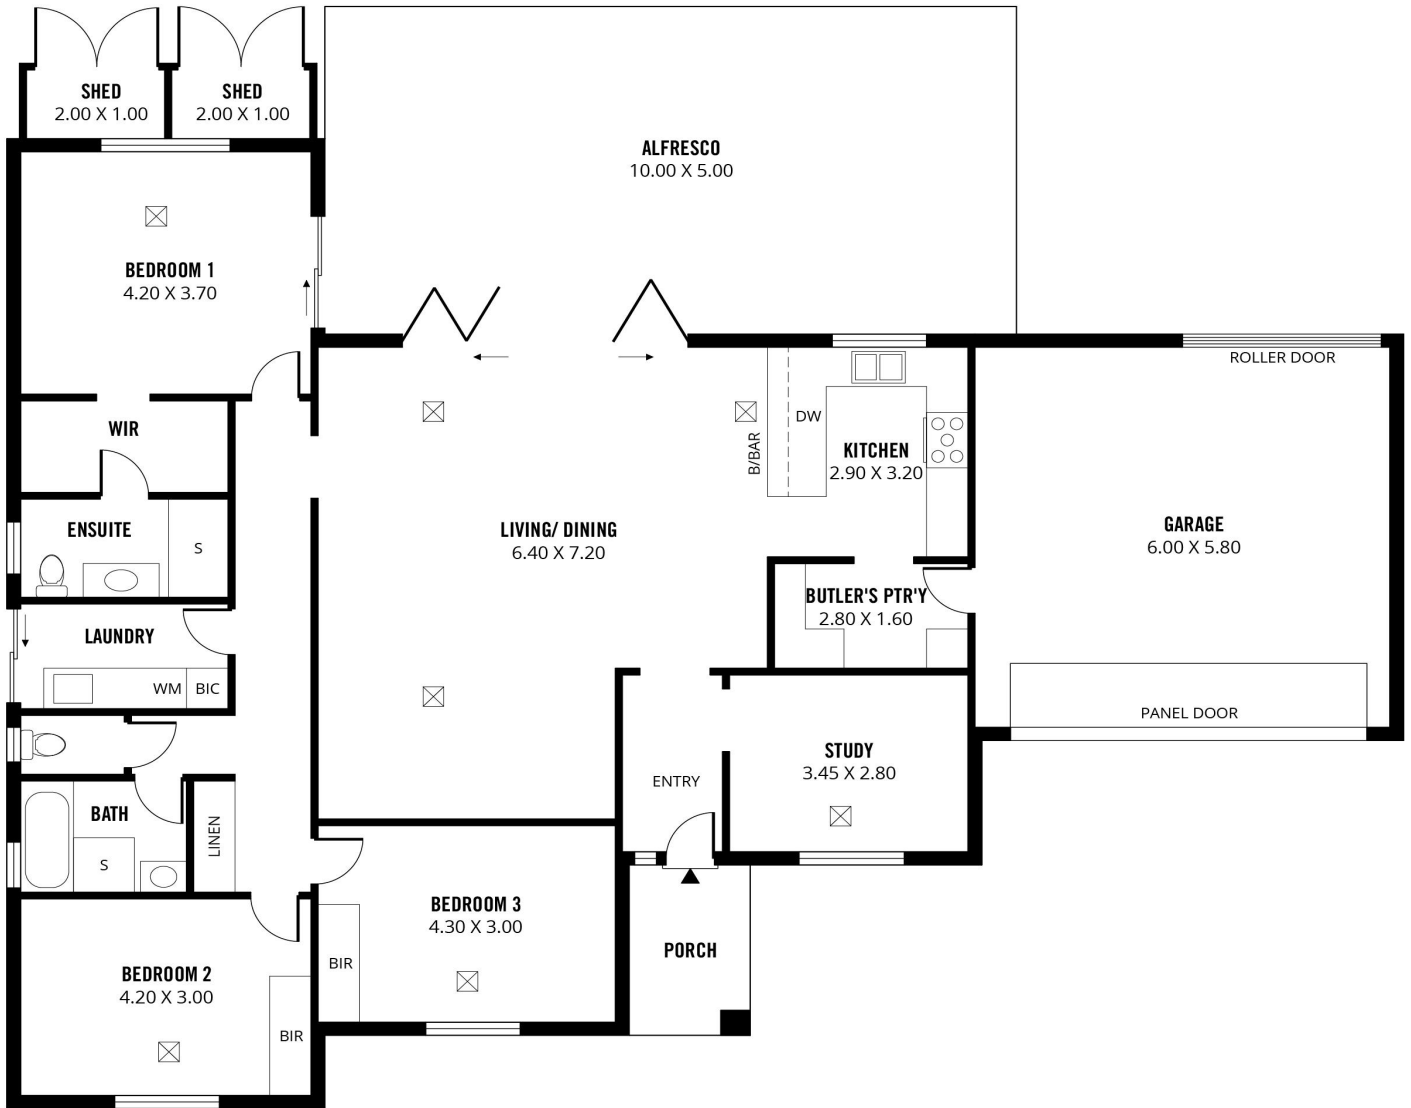 SHED
2.00 X 1.00
SHED
2.00 X 1.00
ALFRESCO
10.00 X 5.00
BEDROOM 1
4.20 X 3.70
ROLLER DOOR
WIR
DW
B/BAR
KITCHEN
2.90 X 3.20
ENSUITE
S
LIVING/ DINING
6.40 X 7.20
GARAGE
6.00 X 5.80
BUTLER'S PTR'Y
2.80 X 1.60
LAUNDRY
WM
BIC
PANEL DOOR
STUDY
3.45 X 2.80
ENTRY
BATH
S
LINEN
BEDROOM 3
4.30 X 3.00
BIR
PORCH
BEDROOM 2
4.20 X 3.00
BIR